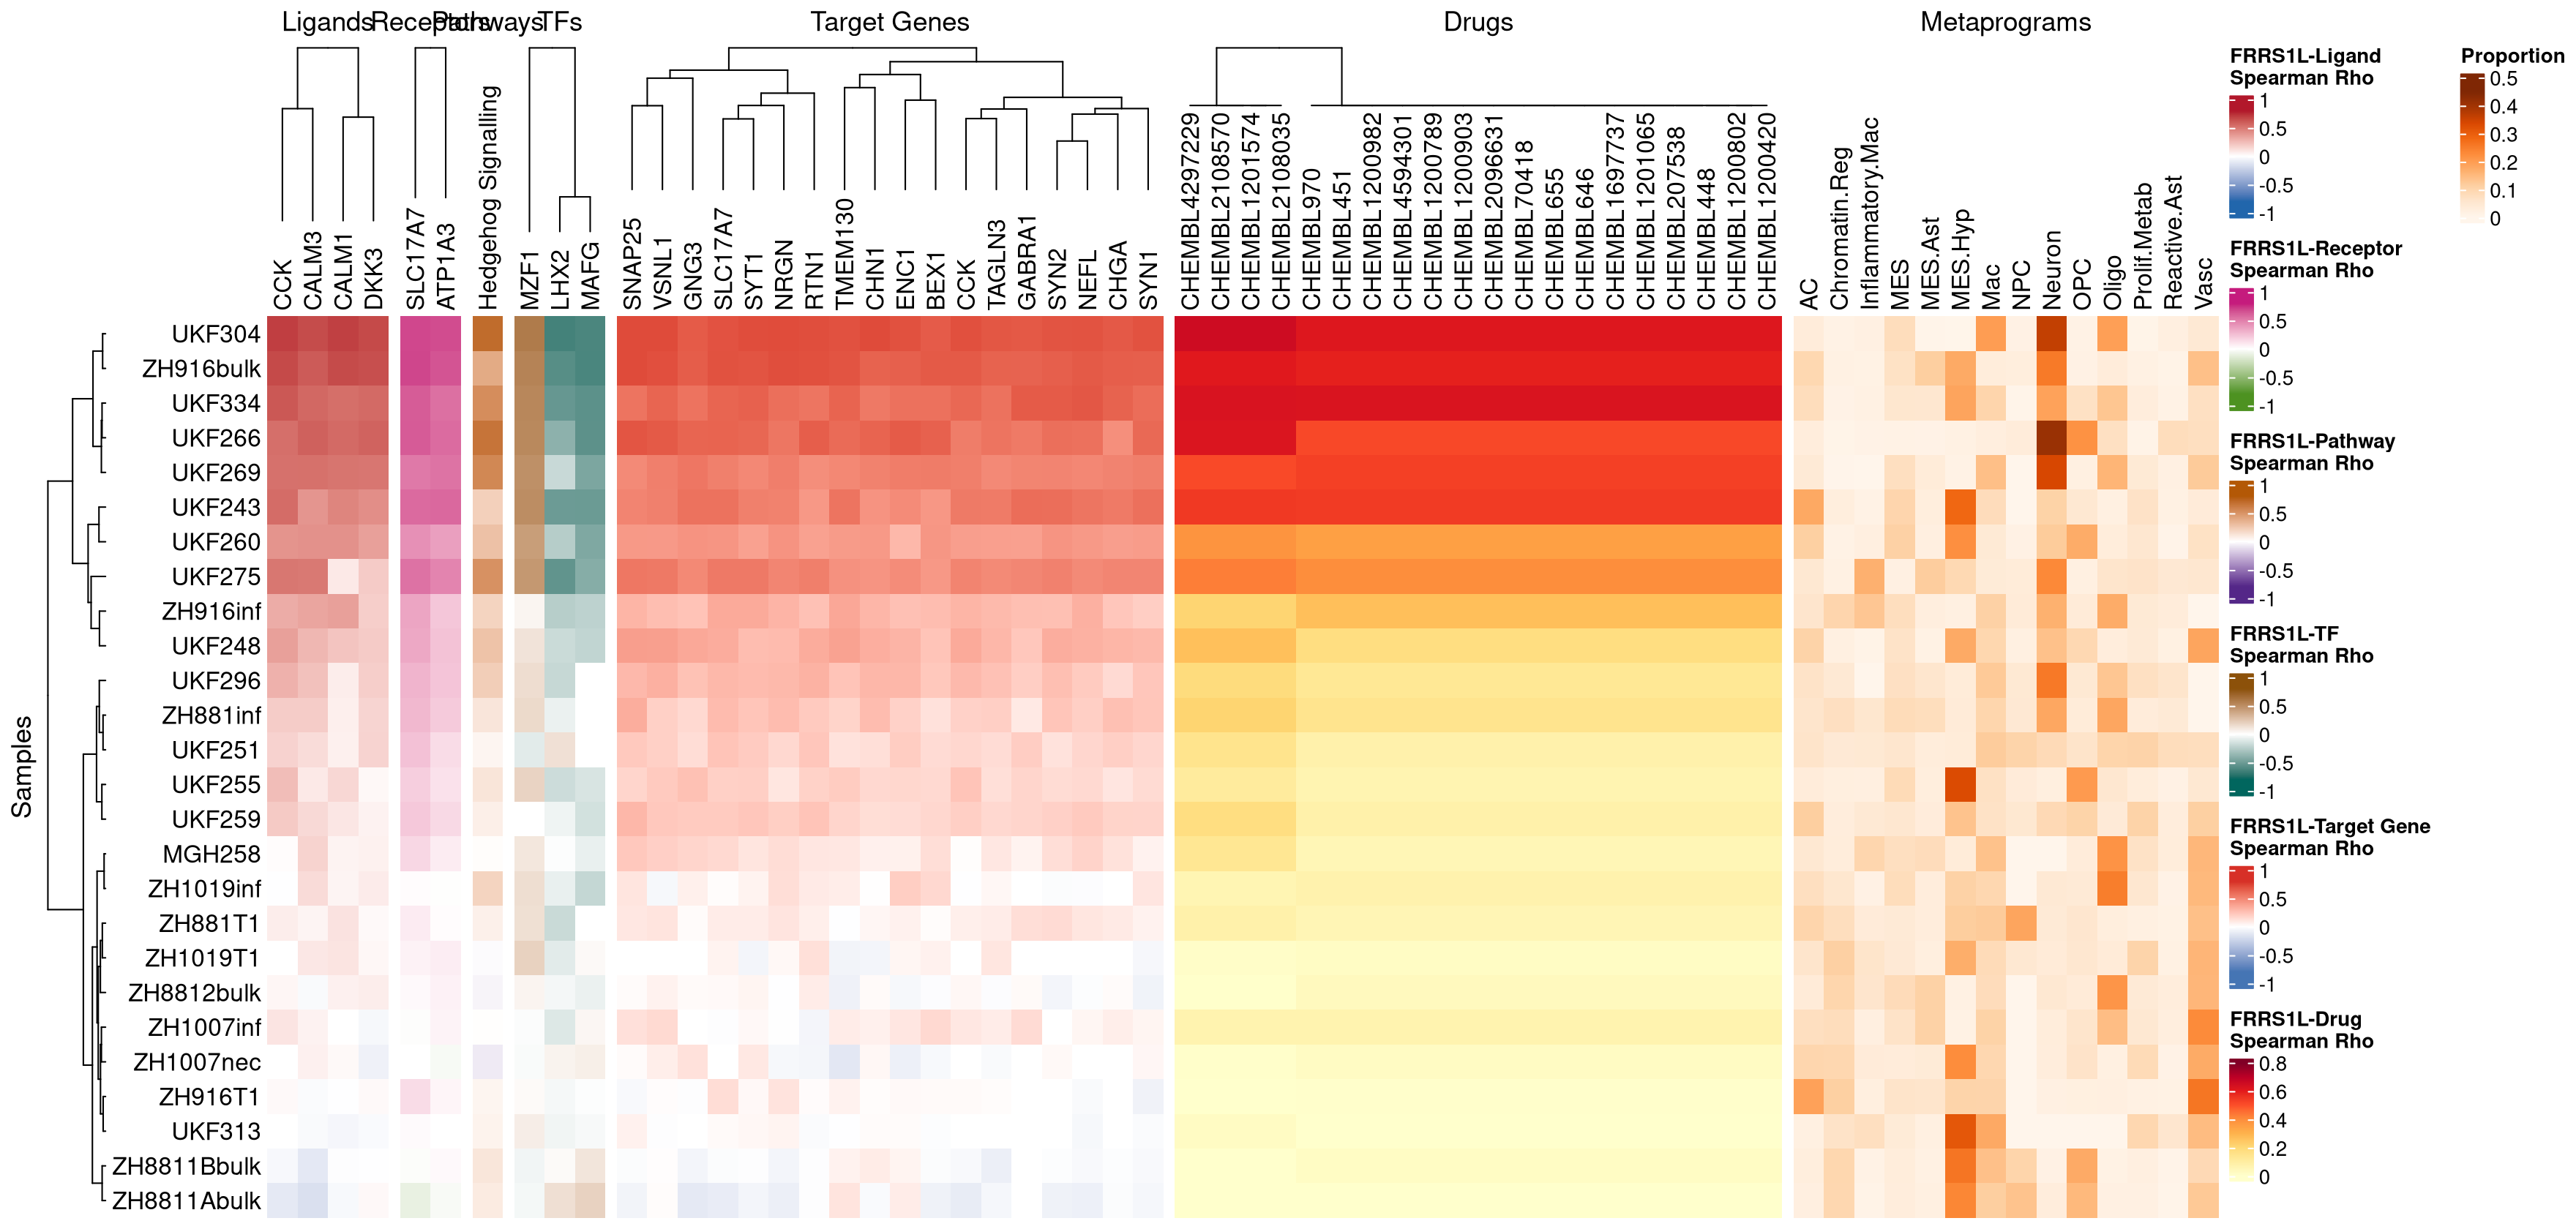 Ligands Receptors Pathways TFs Target Genes Drugs Metaprograms
CCK
CALM3
CALM1
DKK3
SLC17A7
ATP1A3
Hedgehog Signalling
MZF1
LHX2
MAFG
SNAP25
VSNL1
GNG3
SLC17A7
SYT1
NRGN
RTN1
TMEM130
CHN1
ENC1
BEX1
CCK
TAGLN3
GABRA1
SYN2
NEFL
CHGA
SYN1
CHEMBL4297229
CHEMBL2108570
CHEMBL1201574
CHEMBL2108035
CHEMBL970
CHEMBL451
CHEMBL1200982
CHEMBL4594301
CHEMBL1200789
CHEMBL1200903
CHEMBL2096631
CHEMBL70418
CHEMBL655
CHEMBL646
CHEMBL1697737
CHEMBL1201065
CHEMBL2075538
CHEMBL448
CHEMBL1200802
CHEMBL1200420
AC
Chromatin.Reg
Inflammatory.Mac
MES
MES.Ast
MES.Hyp
Mac
NPC
Neuron
OPC
Oligo
Prolif.Metab
Reactive.Ast
Vasc
Samples
UKF304
ZH916bulk
UKF334
UKF266
UKF269
UKF243
UKF260
UKF275
ZH916inf
UKF248
UKF296
ZH881inf
UKF251
UKF255
UKF259
MGH258
ZH1019inf
ZH881T1
ZH1019T1
ZH8812bulk
ZH1007inf
ZH1007nec
ZH916T1
UKF313
ZH8811Bbulk
ZH8811Abulk
FRRS1L-Ligand
Spearman Rho
1
0.5
0
-0.5
-1
FRRS1L-Receptor
Spearman Rho
1
0.5
0
-0.5
-1
FRRS1L-Pathway
Spearman Rho
1
0.5
0
-0.5
-1
FRRS1L-TF
Spearman Rho
1
0.5
0
-0.5
-1
FRRS1L-Target Gene
Spearman Rho
1
0.5
0
-0.5
-1
FRRS1L-Drug
Spearman Rho
0.8
0.6
0.4
0.2
0
Proportion
0.5
0.4
0.3
0.2
0.1
0